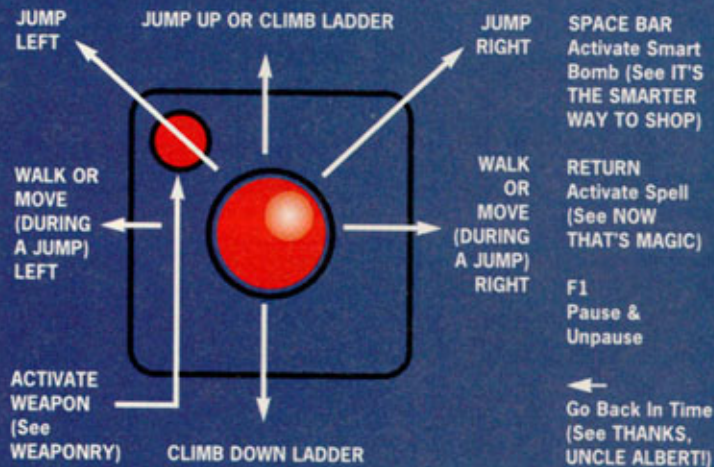 JUMP
LEFT
JUMP UP OR CLIMB LADDER
JUMP
RIGHT
WALK OR
MOVE
(DURING
A JUMP)
LEFT
WALK
OR
MOVE
(DURING
A JUMP)
RIGHT
ACTIVATE
WEAPON
(See
WEAPONRY)
CLIMB DOWN LADDER
SPACE BAR
Activate Smart
Bomb (See IT'S
THE SMARTER
WAY TO SHOP)
RETURN
Activate Spell
(See NOW
THAT'S MAGIC)
F1
Pause &
Unpause
Go Back In Time
(See THANKS,
UNCLE ALBERT!)